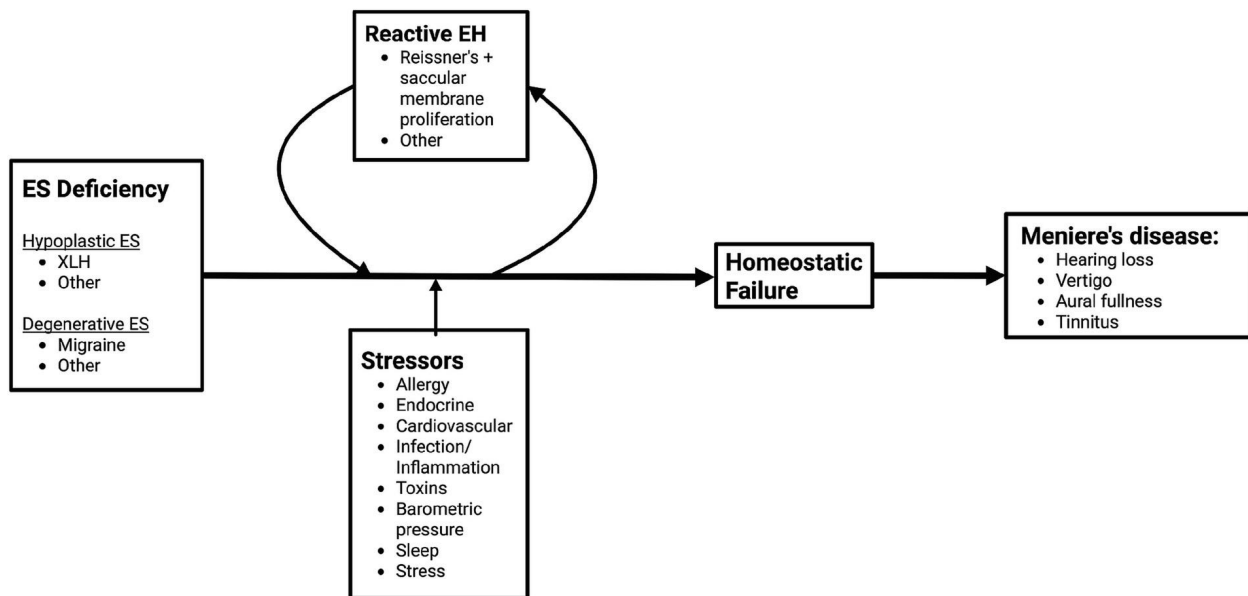 Reactive EH
• Reissner's +
saccular
membrane
proliferation
• Other
ES Deficiency
Hypoplastic ES
• XLH
• Other
Degenerative ES
• Migraine
• Other
Stressors
• Allergy
• Endocrine
• Cardiovascular
• Infection/
Inflammation
• Toxins
• Barometric
pressure
• Sleep
• Stress
Homeostatic
Failure
Meniere's disease:
• Hearing loss
• Vertigo
• Aural fullness
• Tinnitus